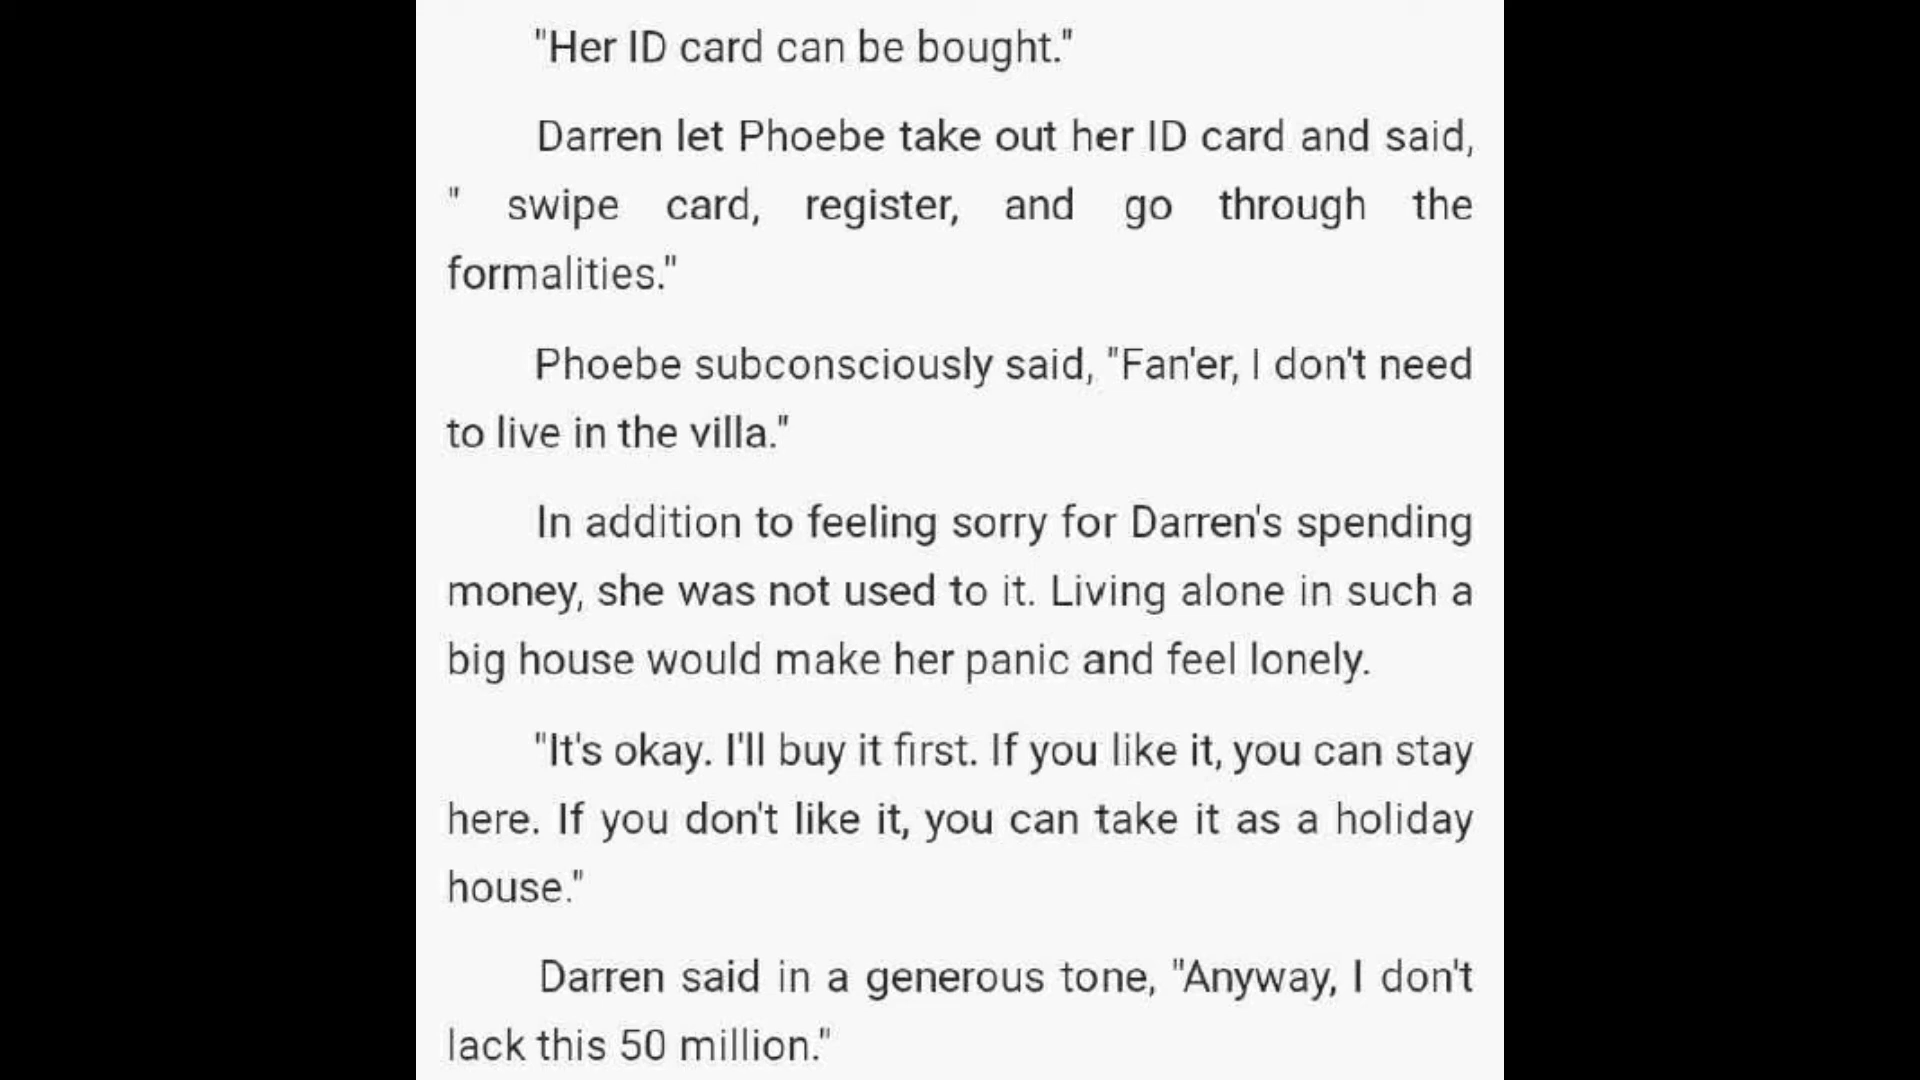 "Her ID card can be bought."
Darren let Phoebe take out her ID card and said,
" swipe card, register, and go through the
formalities."
Phoebe subconsciously said, "Fan'er, I don't need
to live in the villa."
In addition to feeling sorry for Darren's spending
money, she was not used to it. Living alone in such a
big house would make her panic and feel lonely.
"It's okay. I'll buy it first. If you like it, you can stay
here. If you don't like it, you can take it as a holiday
house."
Darren said in a generous tone, "Anyway, I don't
lack this 50 million."